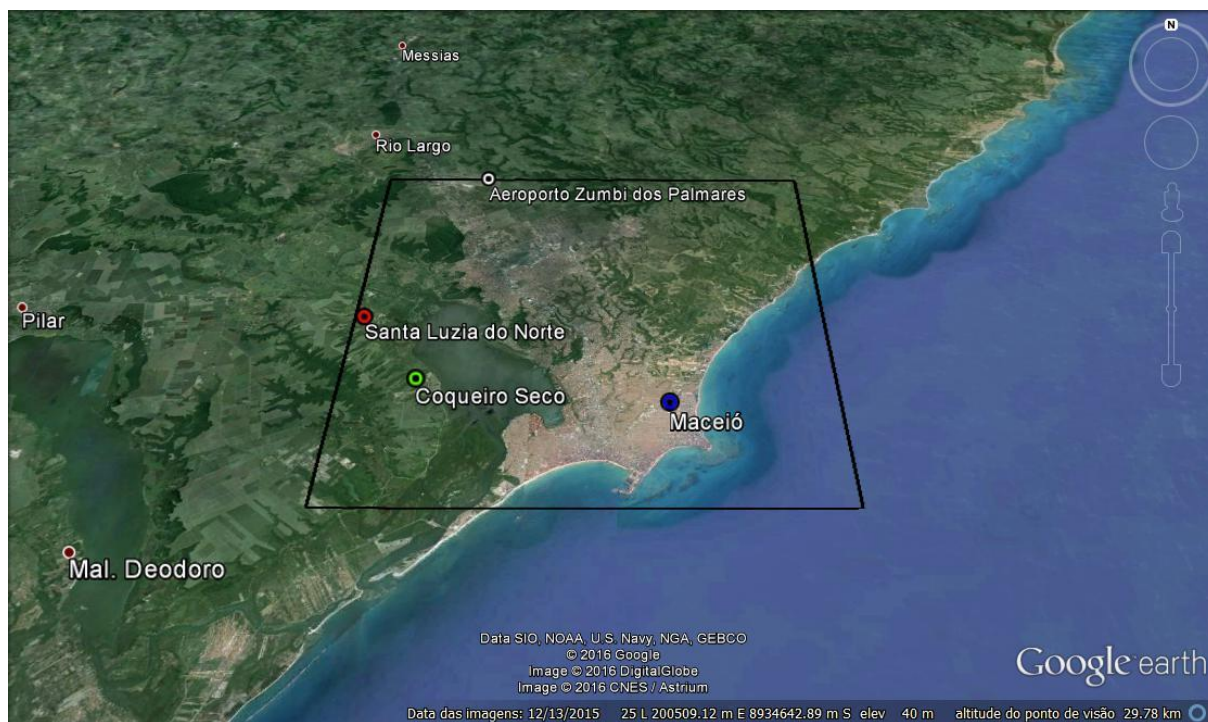 N
Messias
Rio Largo
Aeroporto Zumbi dos Palmares
Pilar
Santa Luzia do Norte
Coqueiro Seco
Maceió
Mal. Deodoro
Data SIO, NOAA, U.S. Navy, NGA, GEBCO
© 2016 Google
Image © 2016 DigitalGlobe
Image © 2016 CNES / Astrium
Google earth
Data das imagens: 12/13/2015 25 L 200509.12 m E 8934642.89 m S elev 40 m altitude do ponto de visão 29.78 km